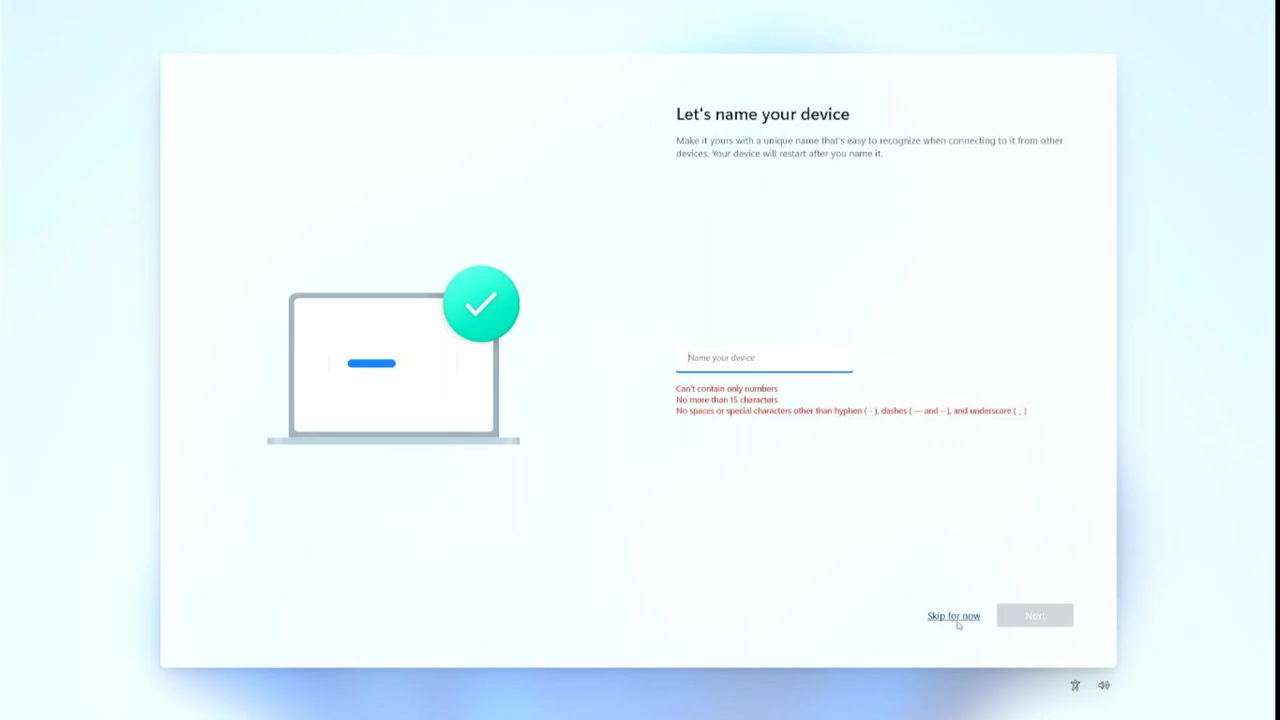 Let's name your device
Make it yours with a unique name that's easy to recognize when connecting to it from other
devices. Your device will restart after you name it.
Name your device
Can't contain only numbers
No more than 15 characters
No spaces or special characters other than hyphen ( - ), dashes ( — and – ), and underscore ( _ )
Skip for now
Next